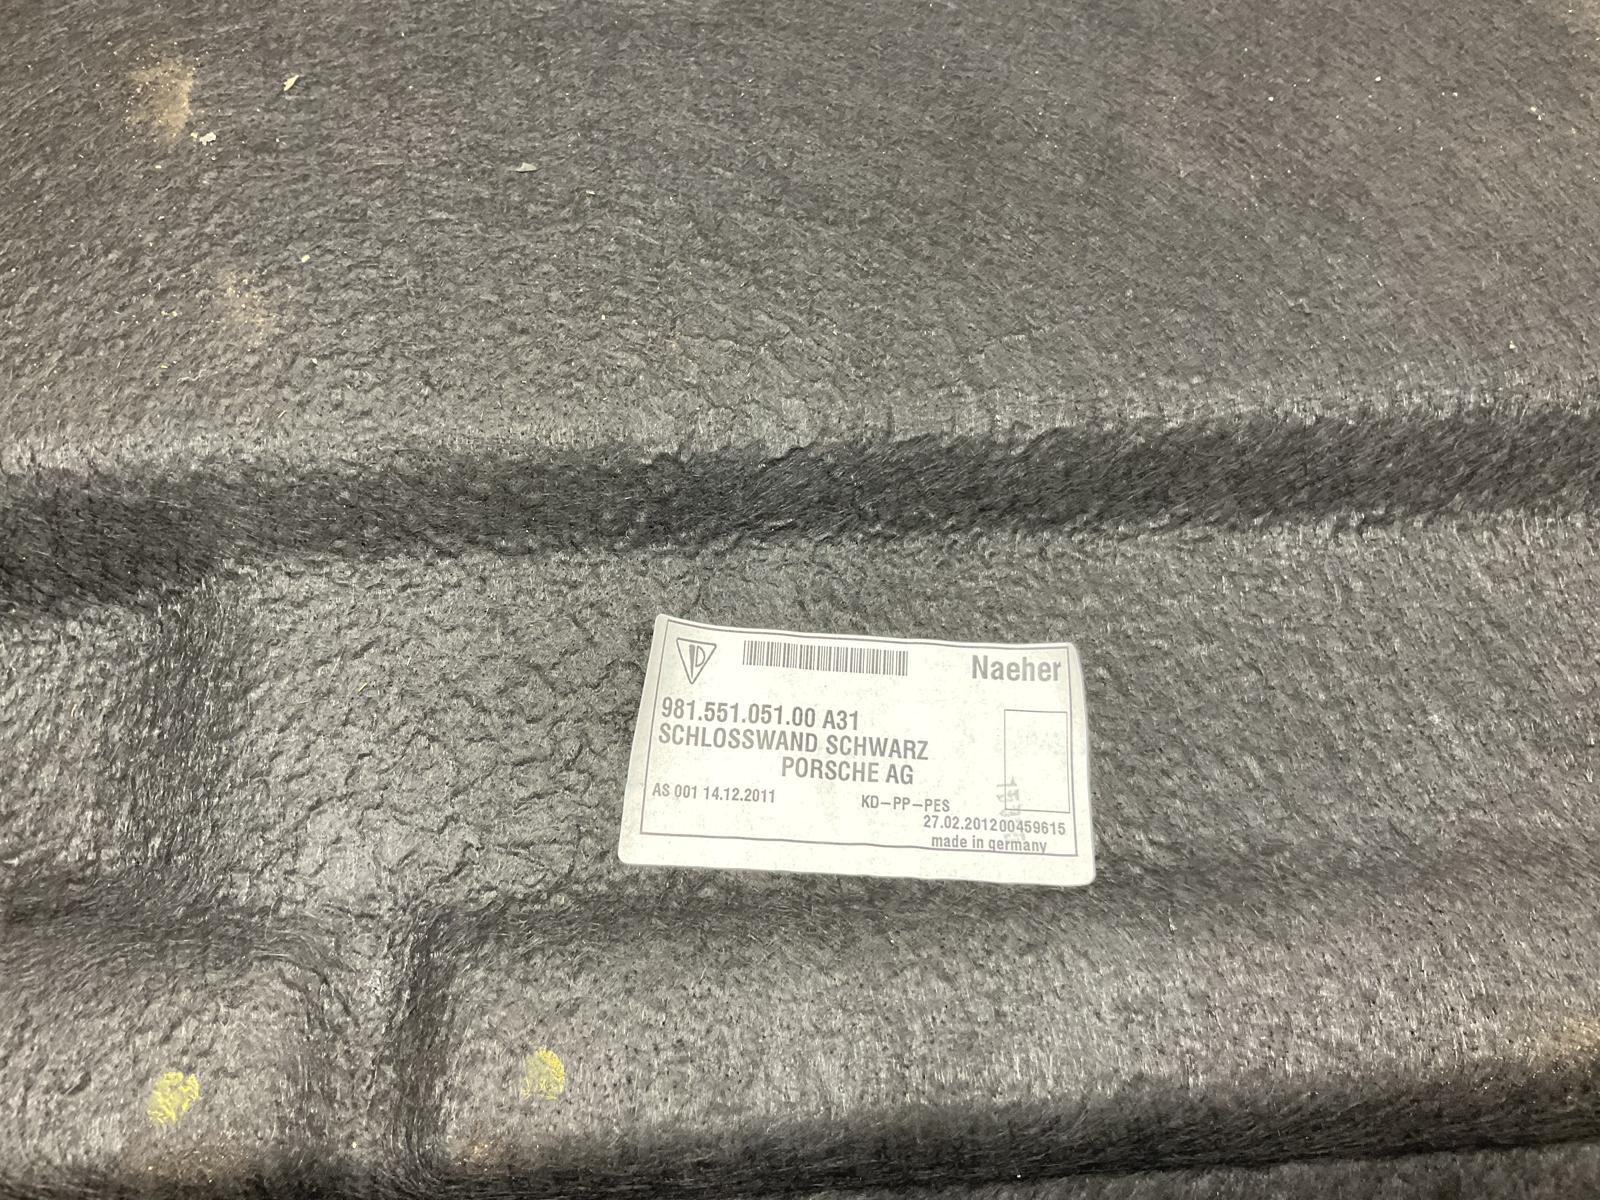 Naeher
981.551.051.00 A31
SCHLOSSWAND SCHWARZ
PORSCHE AG
AS 001 14.12.2011 KD-PP-PES
27.02.201200459615
made in germany